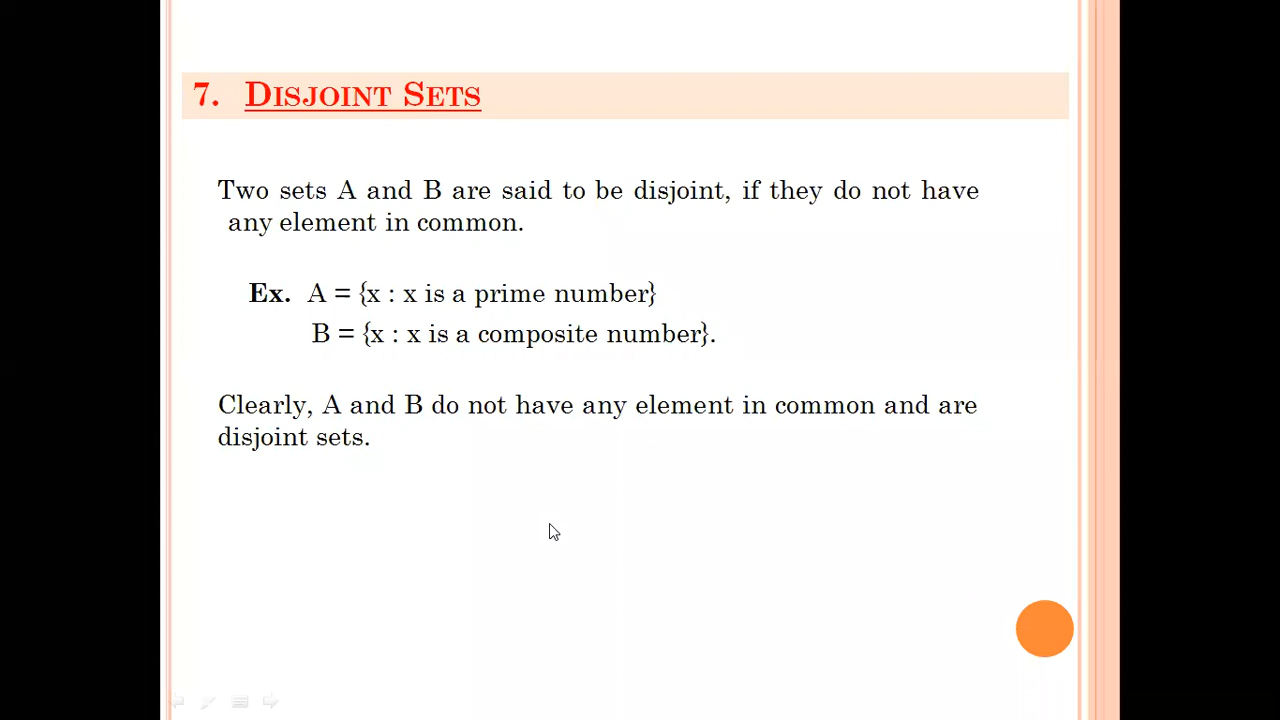 7. DISJOINT SETS
Two sets A and B are said to be disjoint, if they do not have
any element in common.
Ex. A = {x : x is a prime number}
B = {x : x is a composite number}.
Clearly, A and B do not have any element in common and are
disjoint sets.